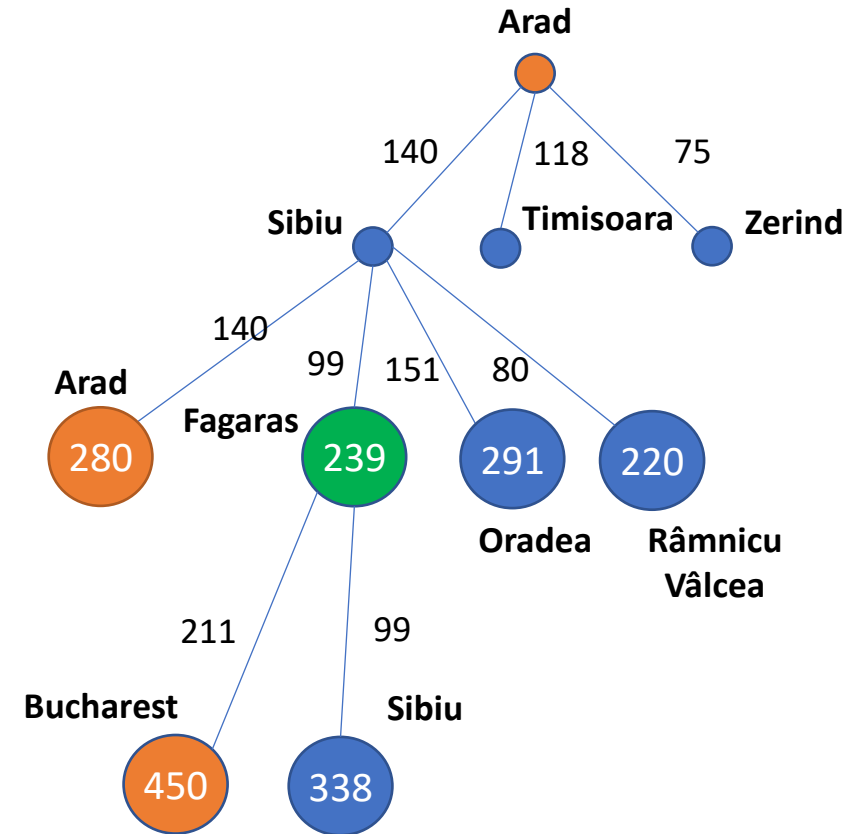 Arad
140
118
75
Sibiu
Timisoara
Zerind
140
99
151
80
Arad
Fagaras
280
239
291
220
Oradea
Râmnicu
Vâlcea
211
99
Bucharest
Sibiu
450
338